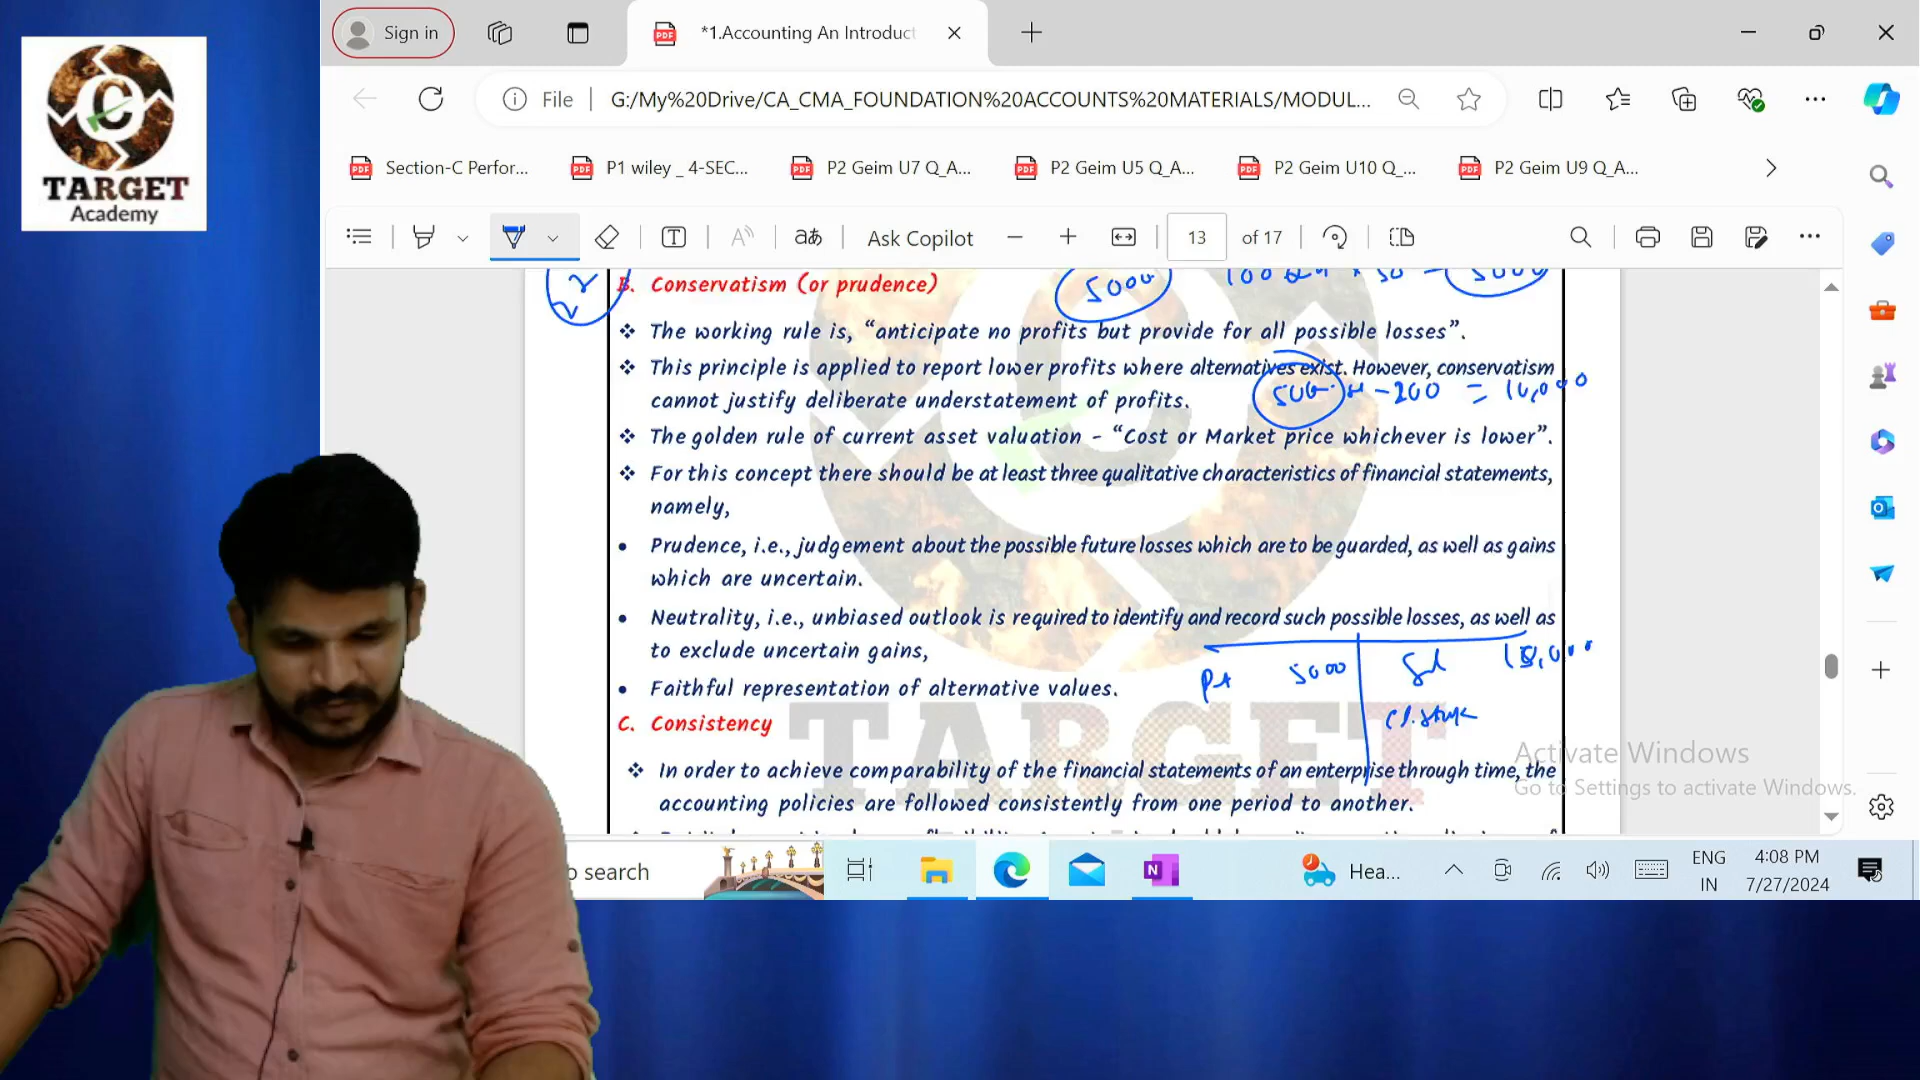 Sign in
*1.Accounting An Introduct
File
G:/My%20Drive/CA_CMA_FOUNDATION%20ACCOUNTS%20MATERIALS/MODUL...
Section-C Perfor...
P1 wiley _ 4-SEC...
P2 Geim U7 Q_A...
P2 Geim U5 Q_A...
P2 Geim U10 Q_...
P2 Geim U9 Q_A...
Ask Copilot
13 of 17
TARGET
Academy
B. Conservatism (or prudence)
5000
❖ The working rule is, “anticipate no profits but provide for all possible losses”.
❖ This principle is applied to report lower profits where alternatives exist. However, conservatism
cannot justify deliberate understatement of profits.
❖ The golden rule of current asset valuation - “Cost or Market price whichever is lower”.
❖ For this concept there should be at least three qualitative characteristics of financial statements,
namely,
• Prudence, i.e., judgement about the possible future losses which are to be guarded, as well as gains
which are uncertain.
• Neutrality, i.e., unbiased outlook is required to identify and record such possible losses, as well as
to exclude uncertain gains,
• Faithful representation of alternative values.
5000
C. Consistency
TARGET
❖ In order to achieve comparability of the financial statements of an enterprise through time, the
accounting policies are followed consistently from one period to another.
Activate Windows
Go to Settings to activate Windows.
o search
Hea...
ENG
IN
4:08 PM
7/27/2024